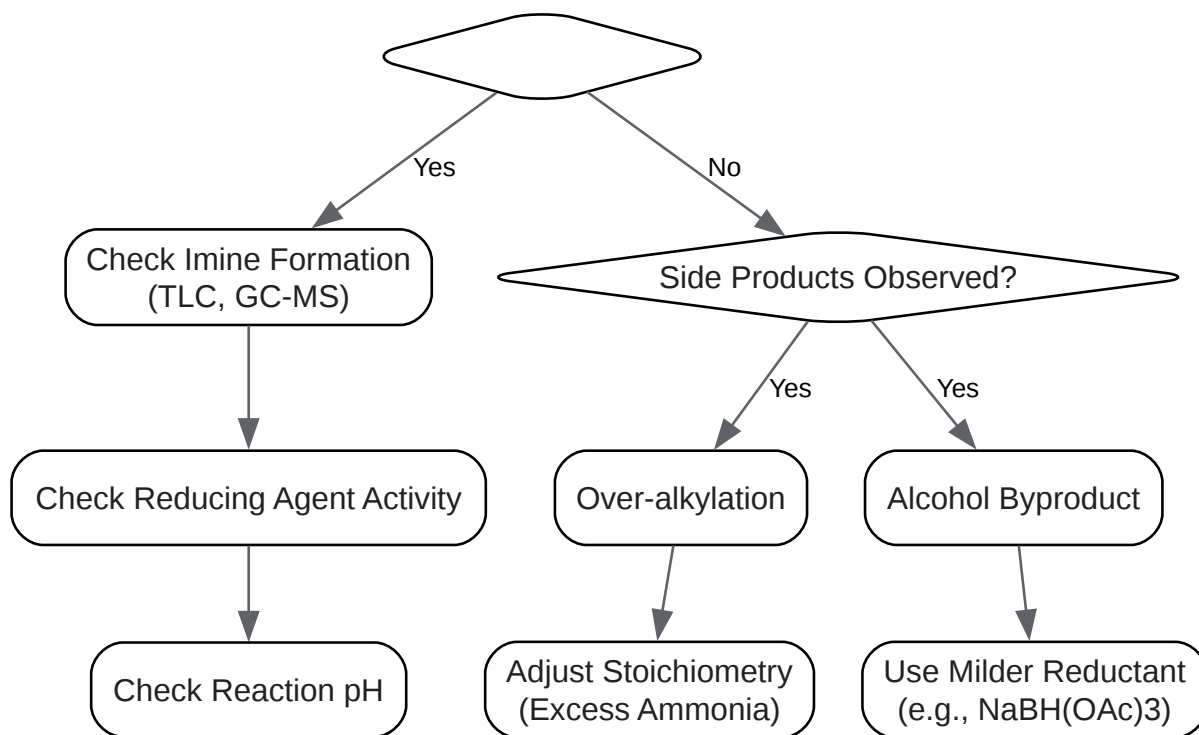 Yes
No
Check Imine Formation
(TLC, GC-MS)
Side Products Observed?
Yes
Yes
Check Reducing Agent Activity
Over-alkylation
Alcohol Byproduct
Check Reaction pH
Adjust Stoichiometry
(Excess Ammonia)
Use Milder Reductant
(e.g., NaBH(OAc)3)